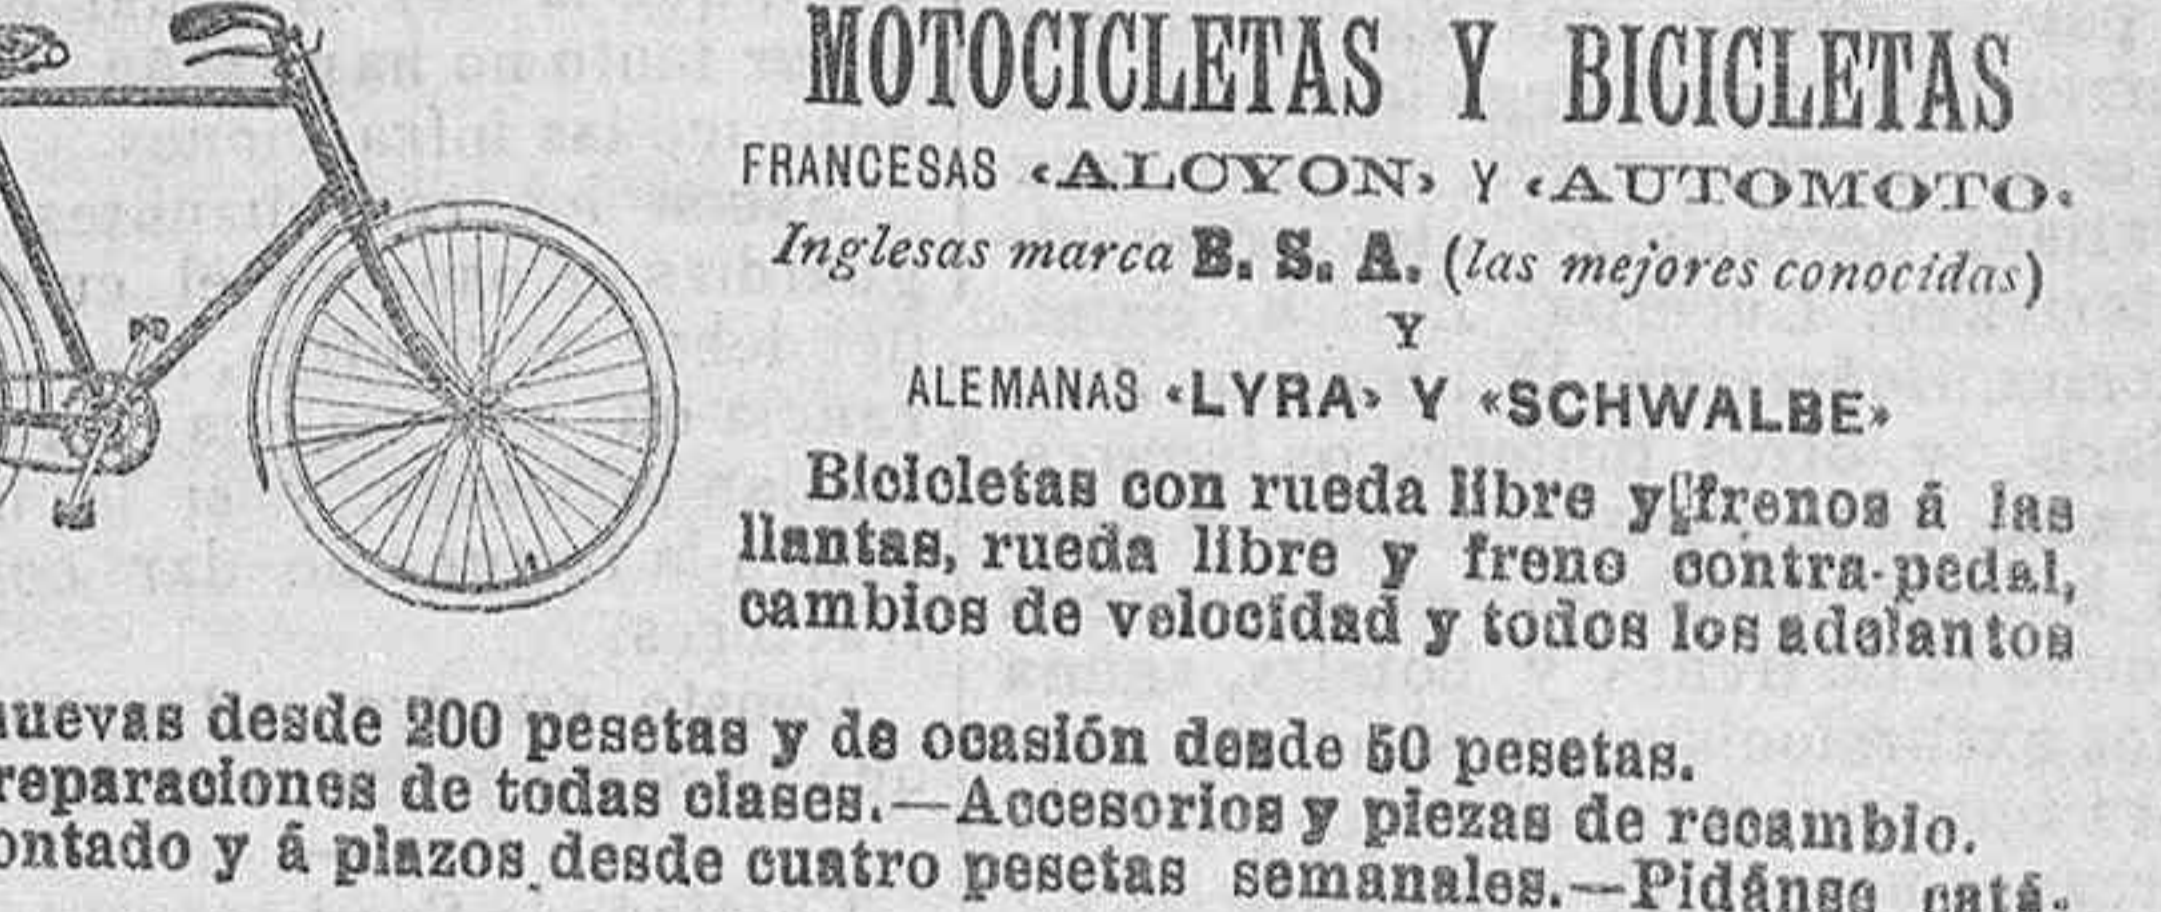 MOTOCICLETAS Y BICICLETAS
FRANCESAS «ALCYON» Y «AUTOMOTO«
Inglesas marca B. S. A. (las mejores conocidas)
Y
ALEMANAS «LYRA» Y «SCHWALBE»
Bicicletas con rueda libre y frenos á las
llantas, rueda libre y freno contra-pedal,
cambios de velocidad y todos los adelantos
nuevas desde 200 pesetas y de ocasión desde 50 pesetas.
reparaciones de todas clases.—Accesorios y piezas de recambio.
ontado y á plazos desde cuatro pesetas semanales.—Pidánse catá-